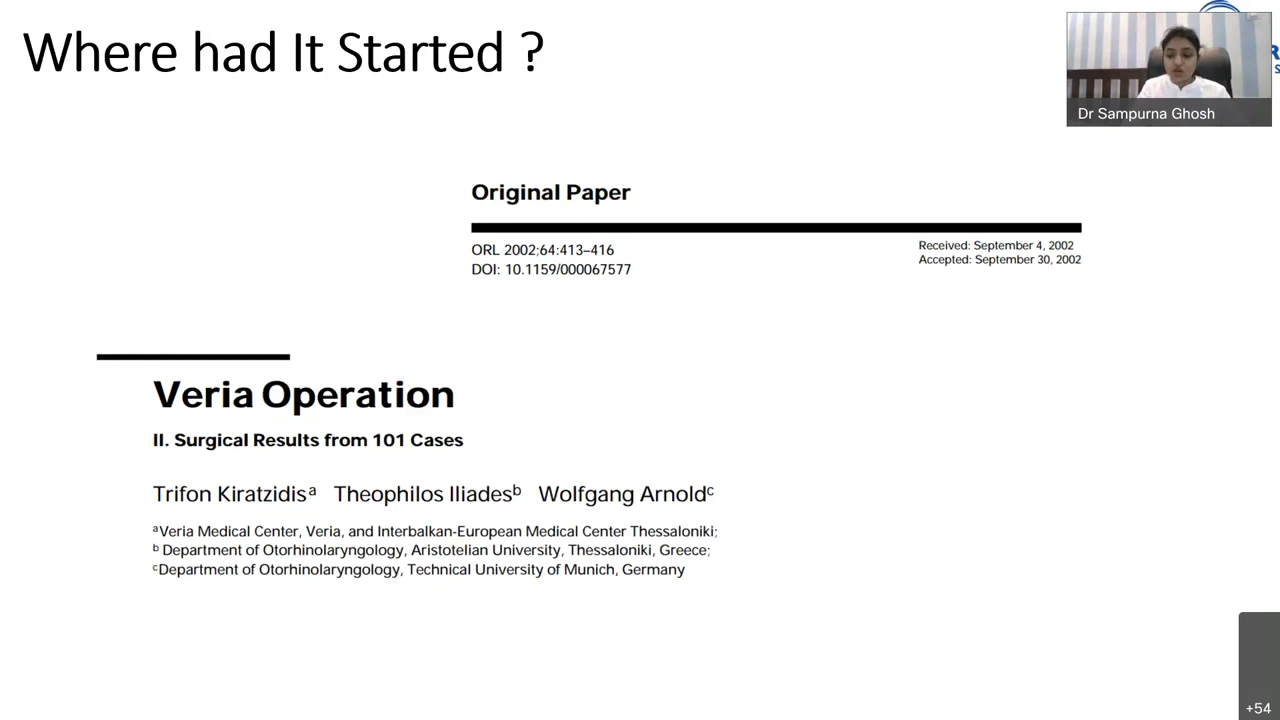 Where had It Started ?
R
S
Dr Sampurna Ghosh
Original Paper
ORL 2002;64:413–416
DOI: 10.1159/000067577
Received: September 4, 2002
Accepted: September 30, 2002
Veria Operation
II. Surgical Results from 101 Cases
Trifon Kiratzidisa Theophilos Iliadesb Wolfgang Arnoldc
aVeria Medical Center, Veria, and Interbalkan-European Medical Center Thessaloniki;
b Department of Otorhinolaryngology, Aristotelian University, Thessaloniki, Greece;
cDepartment of Otorhinolaryngology, Technical University of Munich, Germany
+54